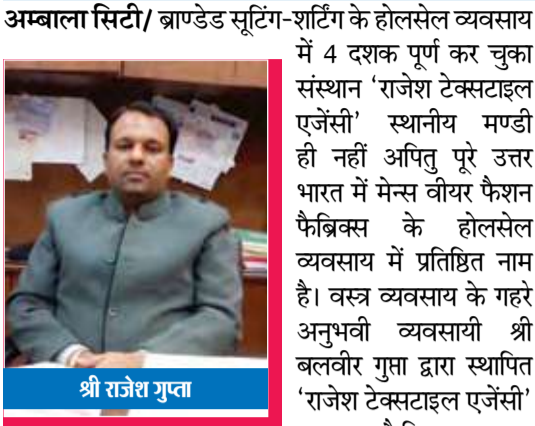 अम्बाला सिटी/ ब्राण्डेड सूटिंग-शर्टिंग के होलसेल व्यवसाय
में 4 दशक पूर्ण कर चुका
संस्थान ‘राजेश टेक्सटाइल
एजेंसी’ स्थानीय मण्डी
ही नहीं अपितु पूरे उत्तर
भारत में मेन्स वीयर फैशन
फैब्रिक्स के होलसेल
व्यवसाय में प्रतिष्ठित नाम
है। वस्त्र व्यवसाय के गहरे
अनुभवी व्यवसायी श्री
बलवीर गुप्ता द्वारा स्थापित
‘राजेश टेक्सटाइल एजेंसी’
श्री राजेश गुप्ता